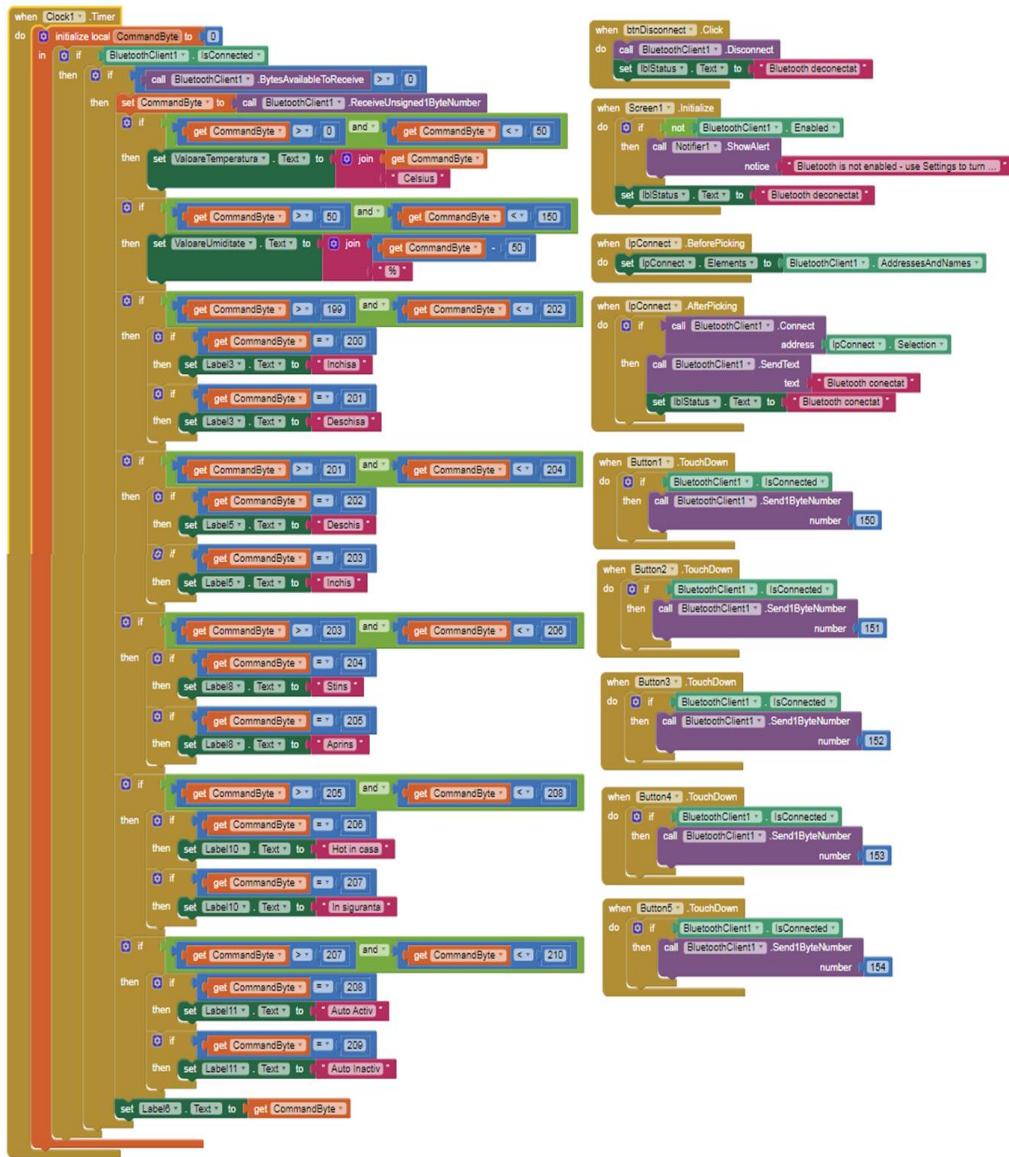 when Clock1 .Timer
do initialize local CommandByte to 0
in if BluetoothClient1 . IsConnected
then if call BluetoothClient1 .BytesAvailableToReceive > 0
then set CommandByte to call BluetoothClient1 .ReceiveUnsigned1ByteNumber
if get CommandByte > 0 and get CommandByte < 50
then set ValoareTemperatura . Text to join get CommandByte
" Celsius "
if get CommandByte > 50 and get CommandByte < 150
then set ValoareUmiditate . Text to join get CommandByte - 50
" % "
if get CommandByte > 199 and get CommandByte < 202
then if get CommandByte = 200
then set Label3 . Text to " Inchisa "
if get CommandByte = 201
then set Label3 . Text to " Deschisa "
if get CommandByte > 201 and get CommandByte < 204
then if get CommandByte = 202
then set Label5 . Text to " Deschis "
if get CommandByte = 203
then set Label5 . Text to " Inchis "
if get CommandByte > 203 and get CommandByte < 206
then if get CommandByte = 204
then set Label8 . Text to " Stins "
if get CommandByte = 205
then set Label8 . Text to " Aprins "
if get CommandByte > 205 and get CommandByte < 208
then if get CommandByte = 206
then set Label10 . Text to " Hot in casa "
if get CommandByte = 207
then set Label10 . Text to " In siguranta "
if get CommandByte > 207 and get CommandByte < 210
then if get CommandByte = 208
then set Label11 . Text to " Auto Activ "
if get CommandByte = 209
then set Label11 . Text to " Auto Inactiv "
set Label6 . Text to get CommandByte
when btnDisconnect .Click
do call BluetoothClient1 .Disconnect
set lblStatus . Text to " Bluetooth deconectat "
when Screen1 .Initialize
do if not BluetoothClient1 . Enabled
then call Notifier1 .ShowAlert
notice " Bluetooth is not enabled - use Settings to turn ... "
set lblStatus . Text to " Bluetooth deconectat "
when lpConnect .BeforePicking
do set lpConnect . Elements to BluetoothClient1 . AddressesAndNames
when lpConnect .AfterPicking
do if call BluetoothClient1 .Connect
address lpConnect . Selection
then call BluetoothClient1 .SendText
text " Bluetooth conectat "
set lblStatus . Text to " Bluetooth conectat "
when Button1 .TouchDown
do if BluetoothClient1 . IsConnected
then call BluetoothClient1 .Send1ByteNumber
number 150
when Button2 .TouchDown
do if BluetoothClient1 . IsConnected
then call BluetoothClient1 .Send1ByteNumber
number 151
when Button3 .TouchDown
do if BluetoothClient1 . IsConnected
then call BluetoothClient1 .Send1ByteNumber
number 152
when Button4 .TouchDown
do if BluetoothClient1 . IsConnected
then call BluetoothClient1 .Send1ByteNumber
number 153
when Button5 .TouchDown
do if BluetoothClient1 . IsConnected
then call BluetoothClient1 .Send1ByteNumber
number 154